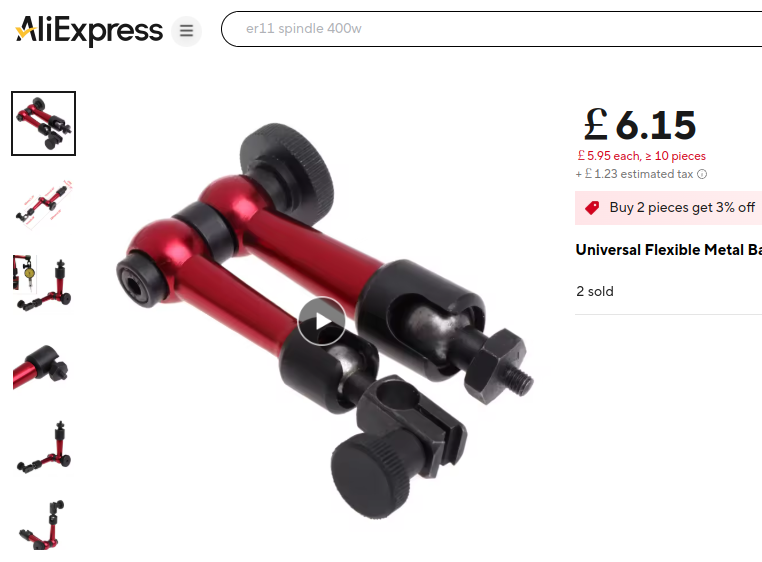 AliExpress
er11 spindle 400w
£6.15
£5.95 each, ≥ 10 pieces
+ £1.23 estimated tax
Buy 2 pieces get 3% off
Universal Flexible Metal Ba
2 sold